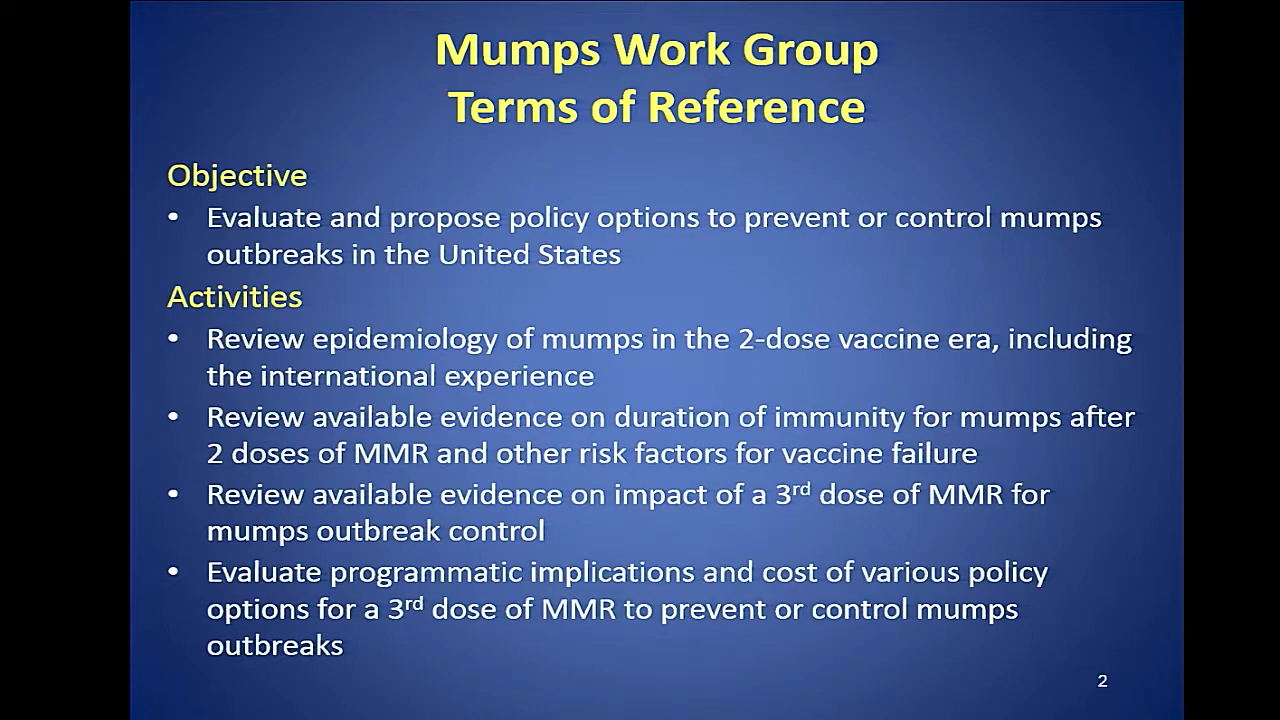 Mumps Work Group
Terms of Reference
Objective
• Evaluate and propose policy options to prevent or control mumps
outbreaks in the United States
Activities
• Review epidemiology of mumps in the 2-dose vaccine era, including
the international experience
• Review available evidence on duration of immunity for mumps after
2 doses of MMR and other risk factors for vaccine failure
• Review available evidence on impact of a 3rd dose of MMR for
mumps outbreak control
• Evaluate programmatic implications and cost of various policy
options for a 3rd dose of MMR to prevent or control mumps
outbreaks
2